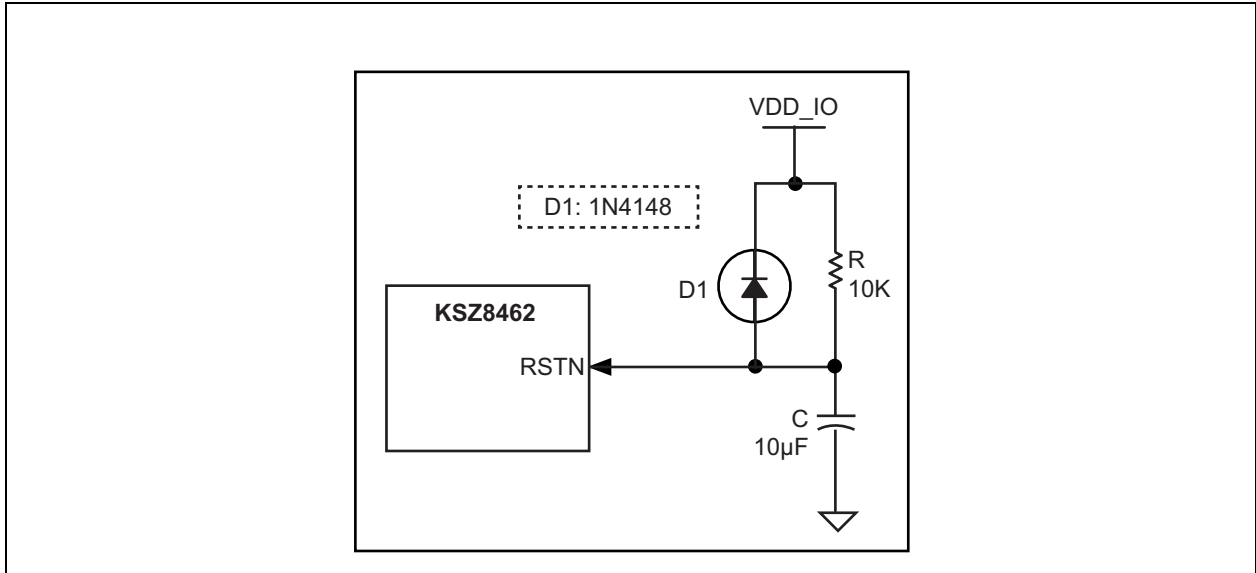 VDD_IO
D1: 1N4148
D1
R
10K
KSZ8462
RSTN
C
10µF